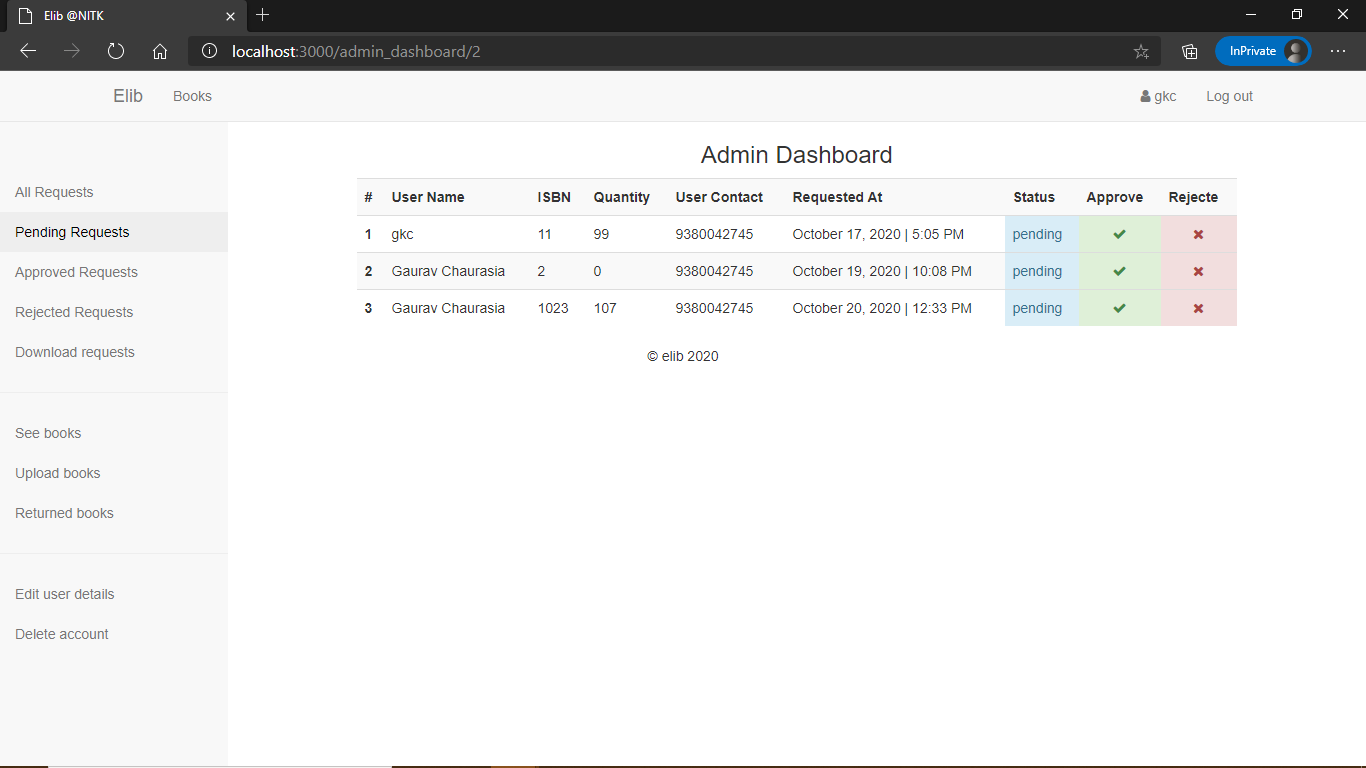 Elib @NITK
localhost:3000/admin_dashboard/2
InPrivate
Elib Books gkc Log out
All Requests
Pending Requests
Approved Requests
Rejected Requests
Download requests
See books
Upload books
Returned books
Edit user details
Delete account
Admin Dashboard
# User Name ISBN Quantity User Contact Requested At Status Approve Rejecte
1 gkc 11 99 9380042745 October 17, 2020 | 5:05 PM pending
2 Gaurav Chaurasia 2 0 9380042745 October 19, 2020 | 10:08 PM pending
3 Gaurav Chaurasia 1023 107 9380042745 October 20, 2020 | 12:33 PM pending
© elib 2020